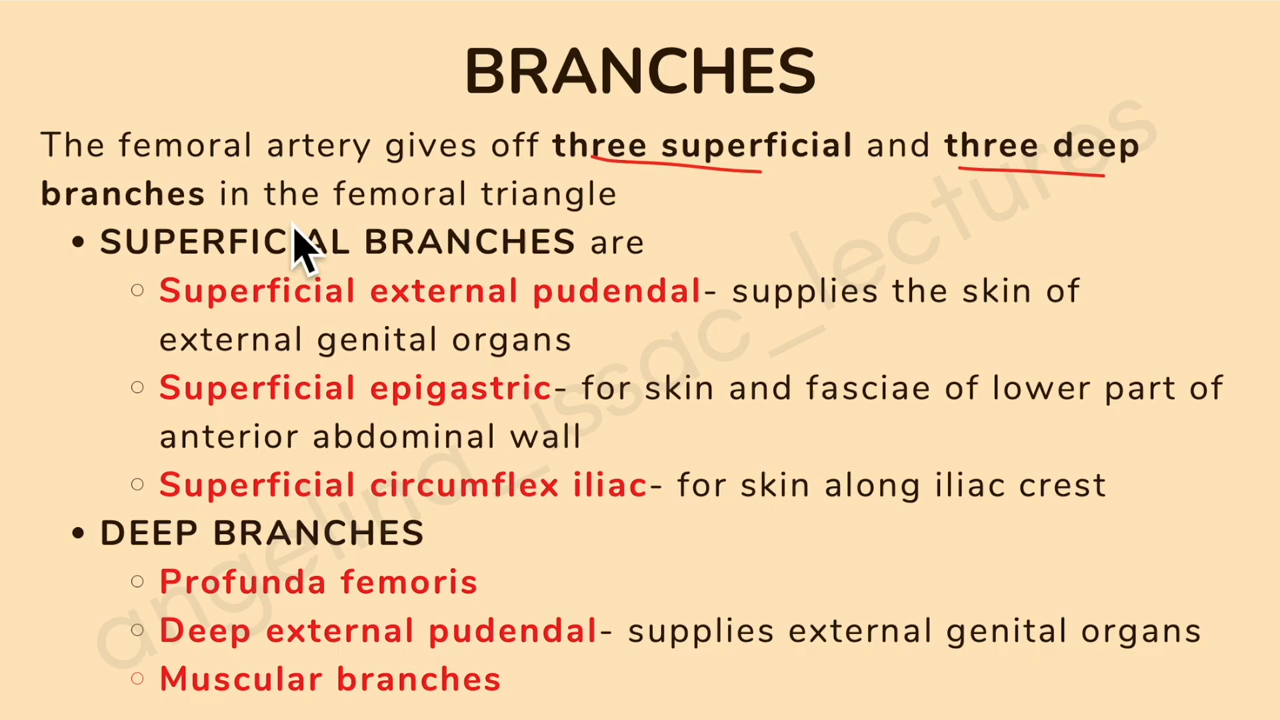 BRANCHES
The femoral artery gives off three superficial and three deep
branches in the femoral triangle
• SUPERFICIAL BRANCHES are
○ Superficial external pudendal- supplies the skin of
external genital organs
○ Superficial epigastric- for skin and fasciae of lower part of
anterior abdominal wall
○ Superficial circumflex iliac- for skin along iliac crest
• DEEP BRANCHES
○ Profunda femoris
○ Deep external pudendal- supplies external genital organs
○ Muscular branches
angelina_issac_lectures